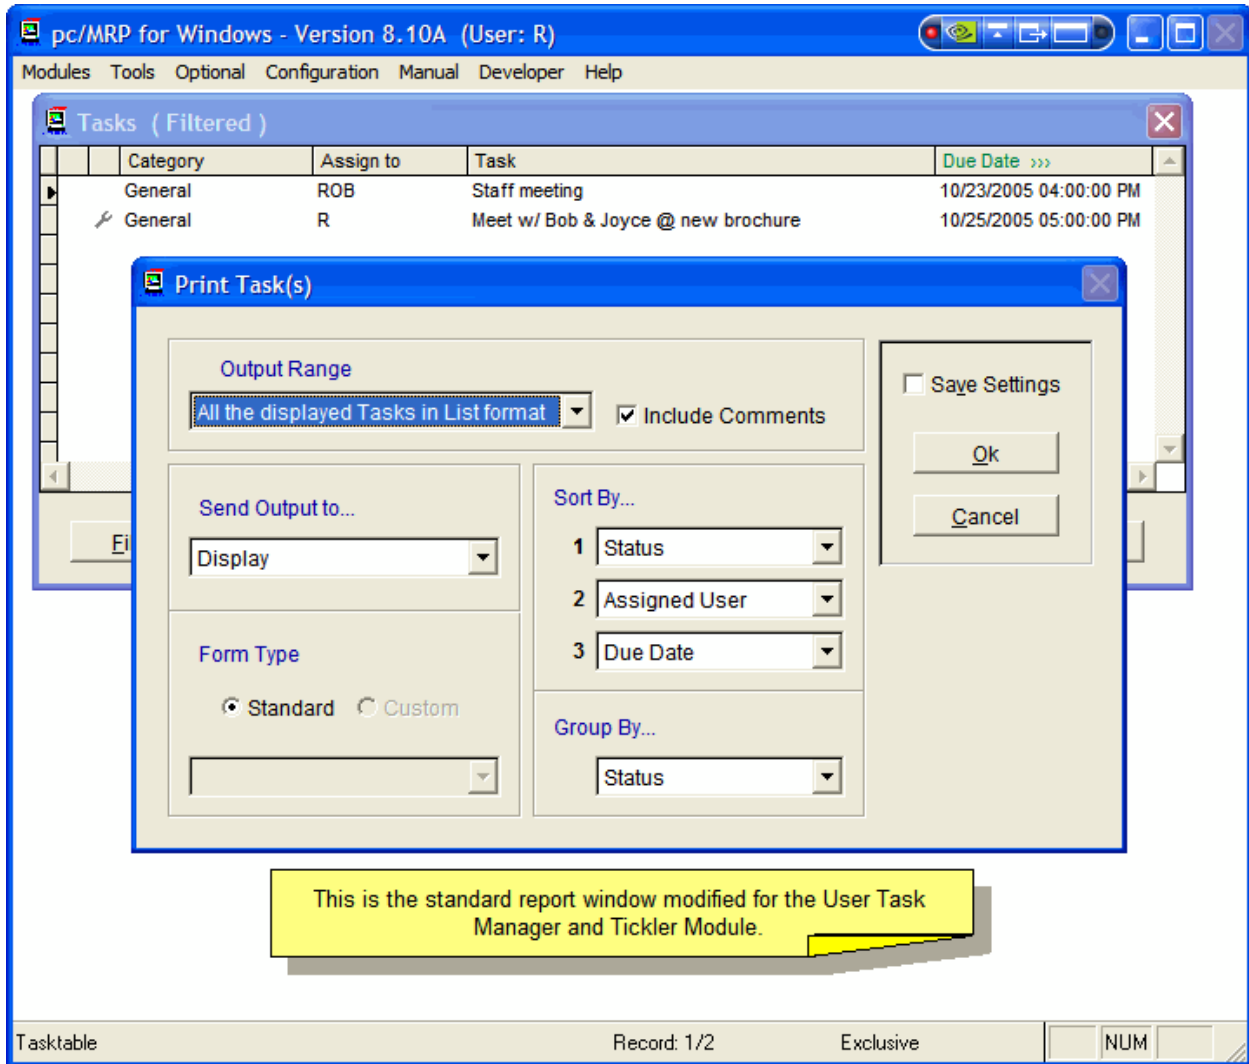 pc/MRP for Windows - Version 8.10A (User: R)
Modules Tools Optional Configuration Manual Developer Help
Tasks ( Filtered )
Category Assign to Task Due Date >>>
General ROB Staff meeting 10/23/2005 04:00:00 PM
General R Meet w/ Bob & Joyce @ new brochure 10/25/2005 05:00:00 PM
Print Task(s)
Output Range
All the displayed Tasks in List format
Include Comments
Save Settings
Ok
Cancel
Send Output to...
Display
Form Type
Standard Custom
Sort By...
1 Status
2 Assigned User
3 Due Date
Group By...
Status
Fi
This is the standard report window modified for the User Task
Manager and Tickler Module.
Tasktable Record: 1/2 Exclusive NUM